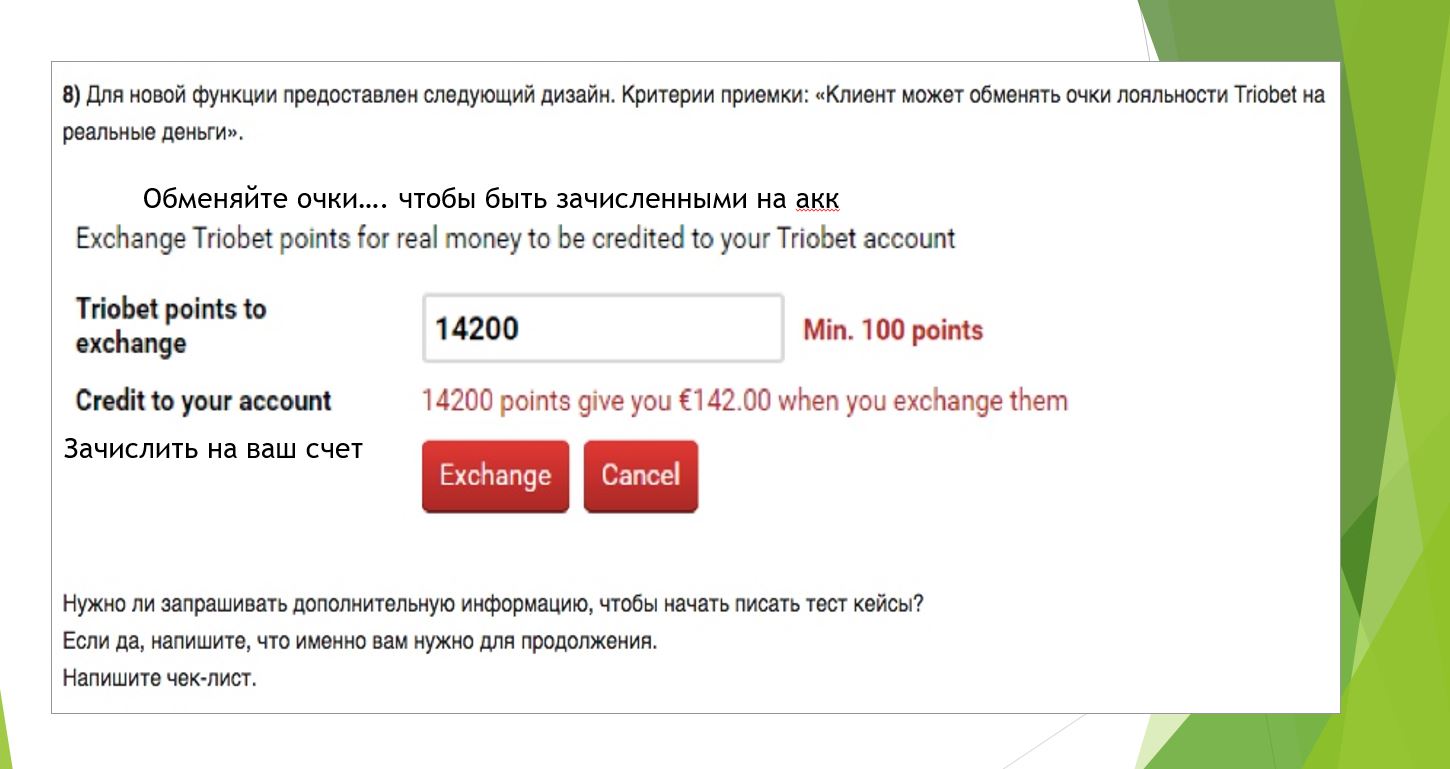 8) Для новой функции предоставлен следующий дизайн. Критерии приемки: «Клиент может обменять очки лояльности Triobet на
реальные деньги».
Обменяйте очки…. чтобы быть зачисленными на акк
Exchange Triobet points for real money to be credited to your Triobet account
Triobet points to
exchange
14200
Min. 100 points
Credit to your account
14200 points give you €142.00 when you exchange them
Зачислить на ваш счет
Exchange
Cancel
Нужно ли запрашивать дополнительную информацию, чтобы начать писать тест кейсы?
Если да, напишите, что именно вам нужно для продолжения.
Напишите чек-лист.